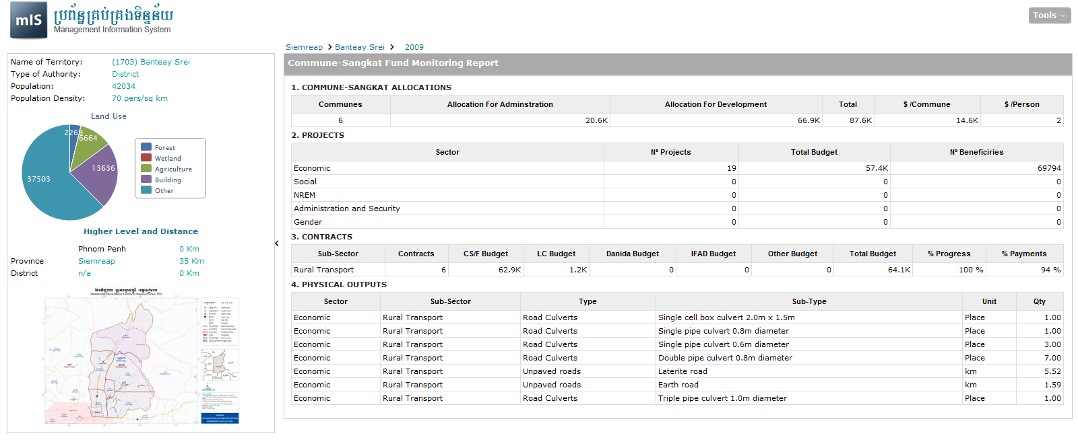 mIS
ប្រព័ន្ធគ្រប់គ្រងទិន្នន័យ
Management Information System
Tools
Siemreap > Banteay Srei > 2009
Name of Territory: (1703) Banteay Srei
Type of Authority: District
Population: 42034
Population Density: 70 pers/sq km
Land Use
6664
13636
37503
Forest
Wetland
Agriculture
Building
Other
Higher Level and Distance
Phnom Penh 0 Km
Province Siemreap 35 Km
District n/a 0 Km
Commune-Sangkat Fund Monitoring Report
1. COMMUNE-SANGKAT ALLOCATIONS
Communes Allocation For Adminstration Allocation For Development Total $ /Commune $ /Person
6 20.6K 66.9K 87.6K 14.6K 2
2. PROJECTS
Sector Nº Projects Total Budget Nº Beneficiries
Economic 19 57.4K 69794
Social 0 0 0
NREM 0 0 0
Administration and Security 0 0 0
Gender 0 0 0
3. CONTRACTS
Sub-Sector Contracts CS/F Budget LC Budget Danida Budget IFAD Budget Other Budget Total Budget % Progress % Payments
Rural Transport 6 62.9K 1.2K 0 0 0 64.1K 100 % 94 %
4. PHYSICAL OUTPUTS
Sector Sub-Sector Type Sub-Type Unit Qty
Economic Rural Transport Road Culverts Single cell box culvert 2.0m x 1.5m Place 1.00
Economic Rural Transport Road Culverts Single pipe culvert 0.8m diameter Place 1.00
Economic Rural Transport Road Culverts Single pipe culvert 0.6m diameter Place 3.00
Economic Rural Transport Road Culverts Double pipe culvert 0.8m diameter Place 7.00
Economic Rural Transport Unpaved roads Laterite road km 5.52
Economic Rural Transport Unpaved roads Earth road km 1.59
Economic Rural Transport Road Culverts Triple pipe culvert 1.0m diameter Place 1.00